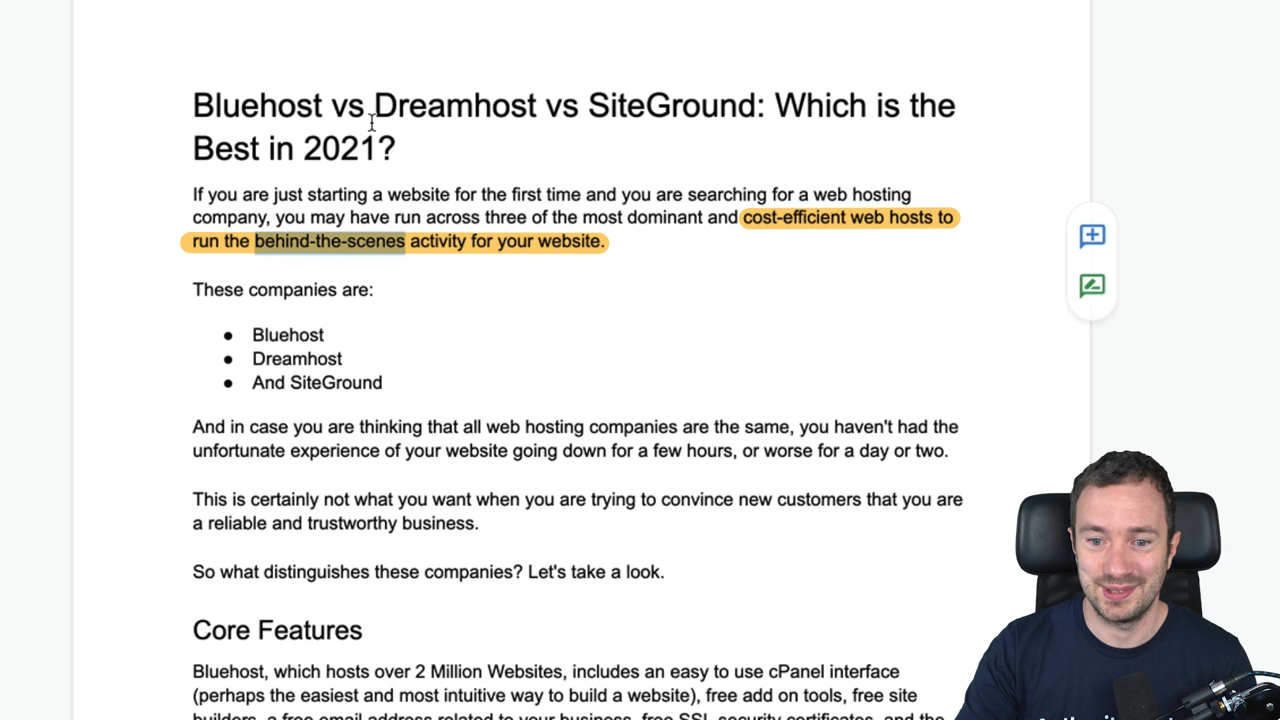 Bluehost vs Dreamhost vs SiteGround: Which is the
Best in 2021?
If you are just starting a website for the first time and you are searching for a web hosting
company, you may have run across three of the most dominant and cost-efficient web hosts to
run the behind-the-scenes activity for your website.
These companies are:
● Bluehost
● Dreamhost
● And SiteGround
And in case you are thinking that all web hosting companies are the same, you haven't had the
unfortunate experience of your website going down for a few hours, or worse for a day or two.
This is certainly not what you want when you are trying to convince new customers that you are
a reliable and trustworthy business.
So what distinguishes these companies? Let's take a look.
Core Features
Bluehost, which hosts over 2 Million Websites, includes an easy to use cPanel interface
(perhaps the easiest and most intuitive way to build a website), free add on tools, free site
builders, a free email address related to your business, free SSL security certificates, and the